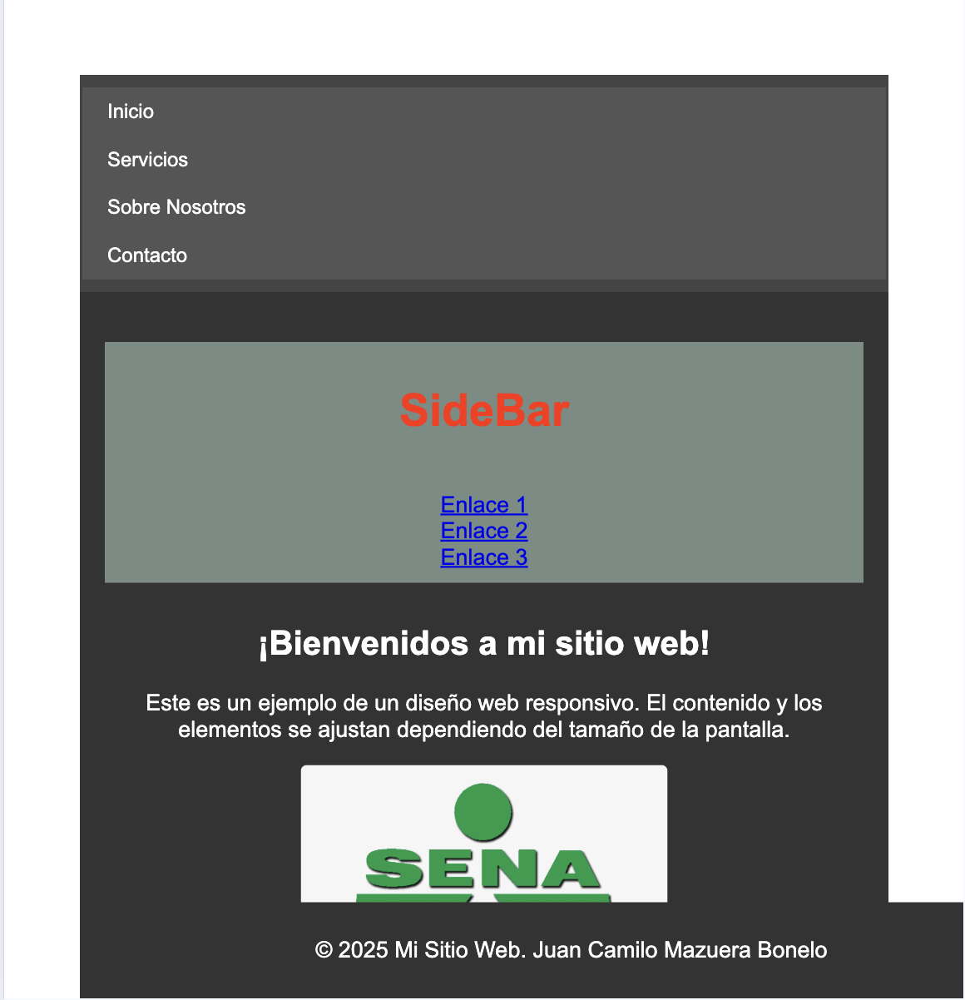 Inicio
Servicios
Sobre Nosotros
Contacto
SideBar
Enlace 1
Enlace 2
Enlace 3
¡Bienvenidos a mi sitio web!
Este es un ejemplo de un diseño web responsivo. El contenido y los
elementos se ajustan dependiendo del tamaño de la pantalla.
SENA
© 2025 Mi Sitio Web. Juan Camilo Mazuera Bonelo